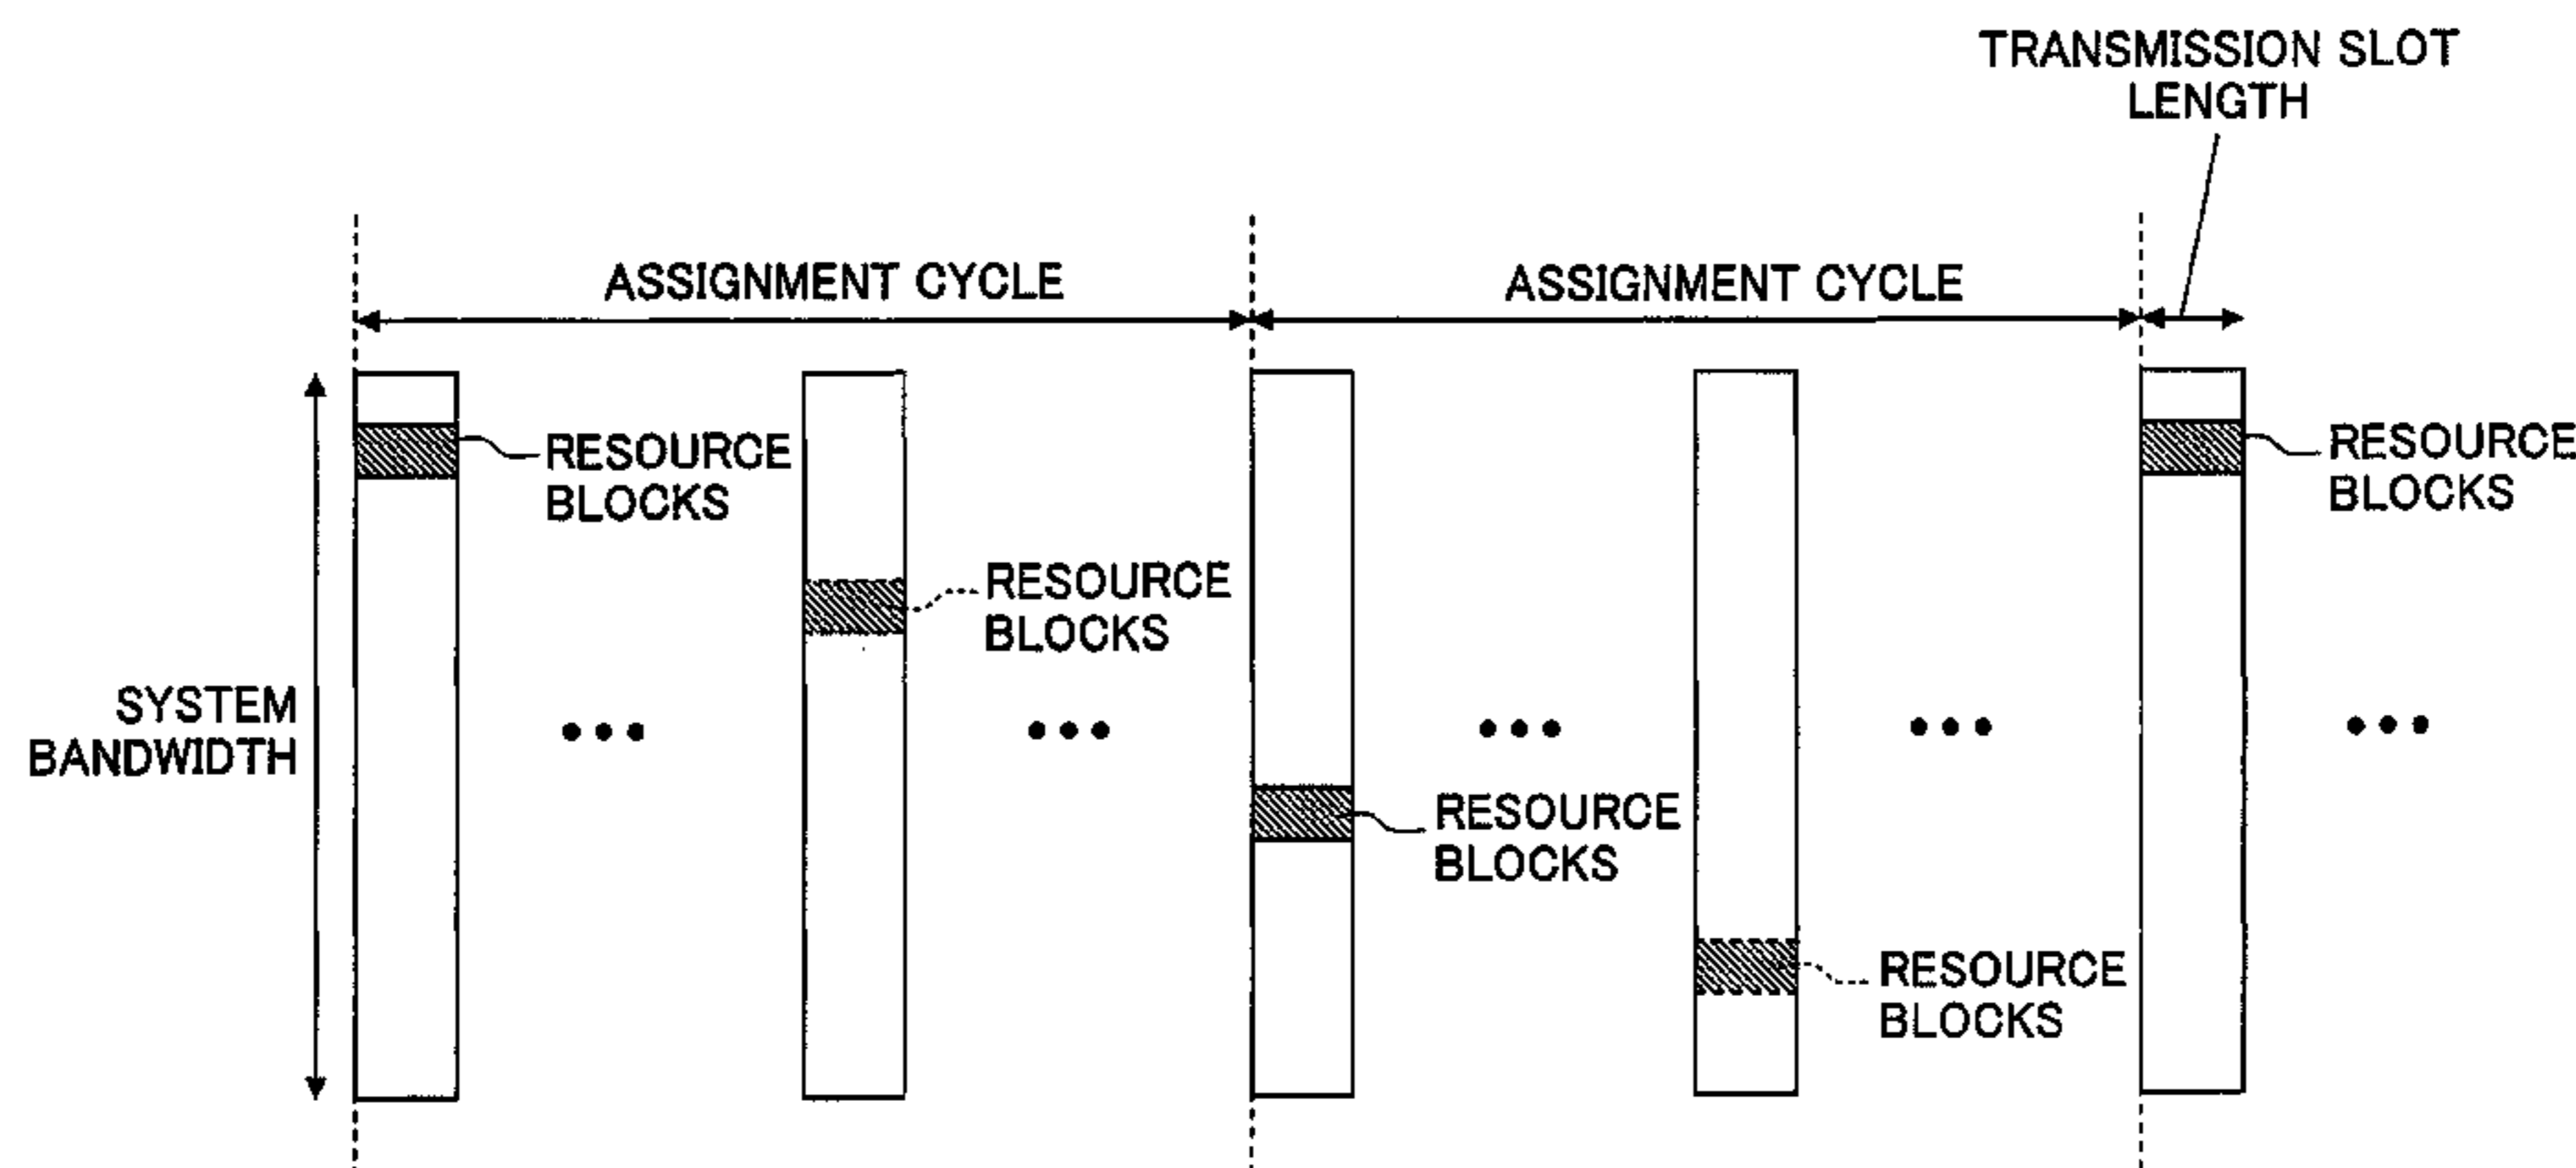 TRANSMISSION SLOT
LENGTH
ASSIGNMENT CYCLE
ASSIGNMENT CYCLE
RESOURCE
BLOCKS
RESOURCE
BLOCKS
RESOURCE
BLOCKS
SYSTEM
BANDWIDTH
RESOURCE
BLOCKS
RESOURCE
BLOCKS